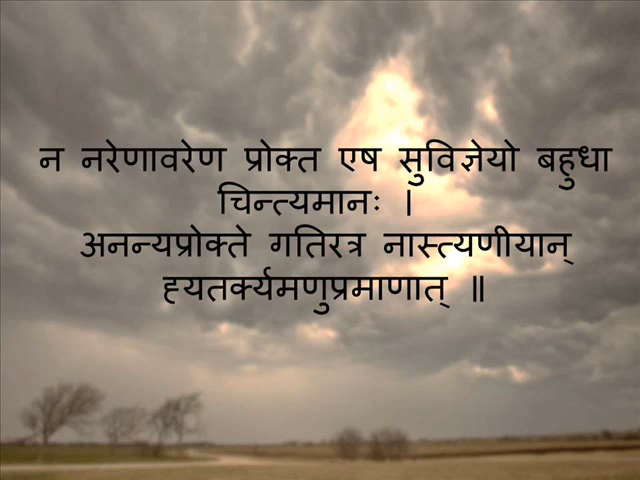 न नरेणावरेण प्रोक्त एष सुविज्ञेयो बहुधा
चिन्त्यमानः ।
अनन्यप्रोक्ते गतिरत्र नास्त्यणीयान्
ह्यतर्क्यमणुप्रमाणात् ॥